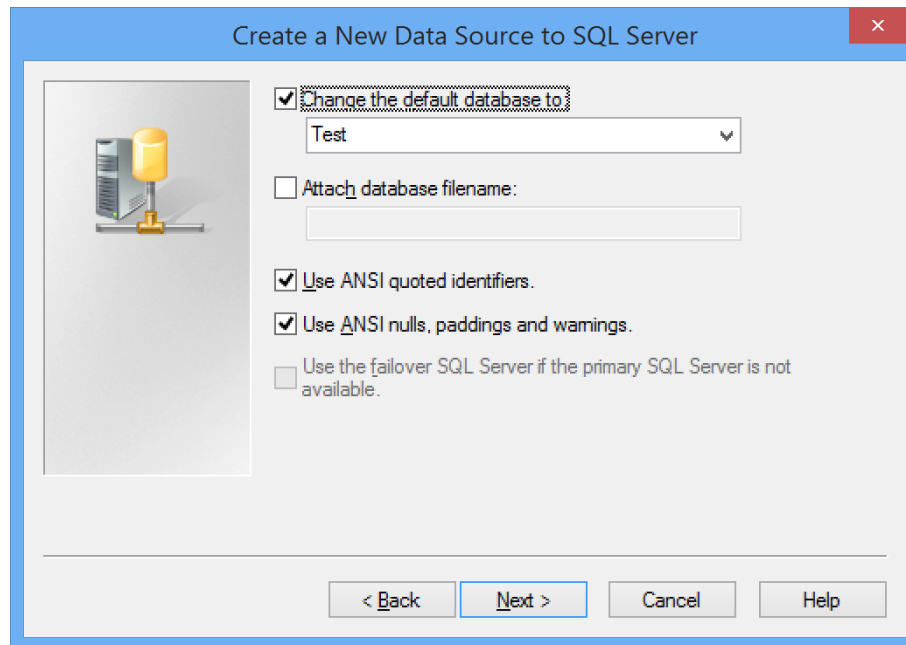 Create a New Data Source to SQL Server
Change the default database to:
Test
Attach database filename:
Use ANSI quoted identifiers.
Use ANSI nulls, paddings and warnings.
Use the failover SQL Server if the primary SQL Server is not
available.
< Back
Next >
Cancel
Help